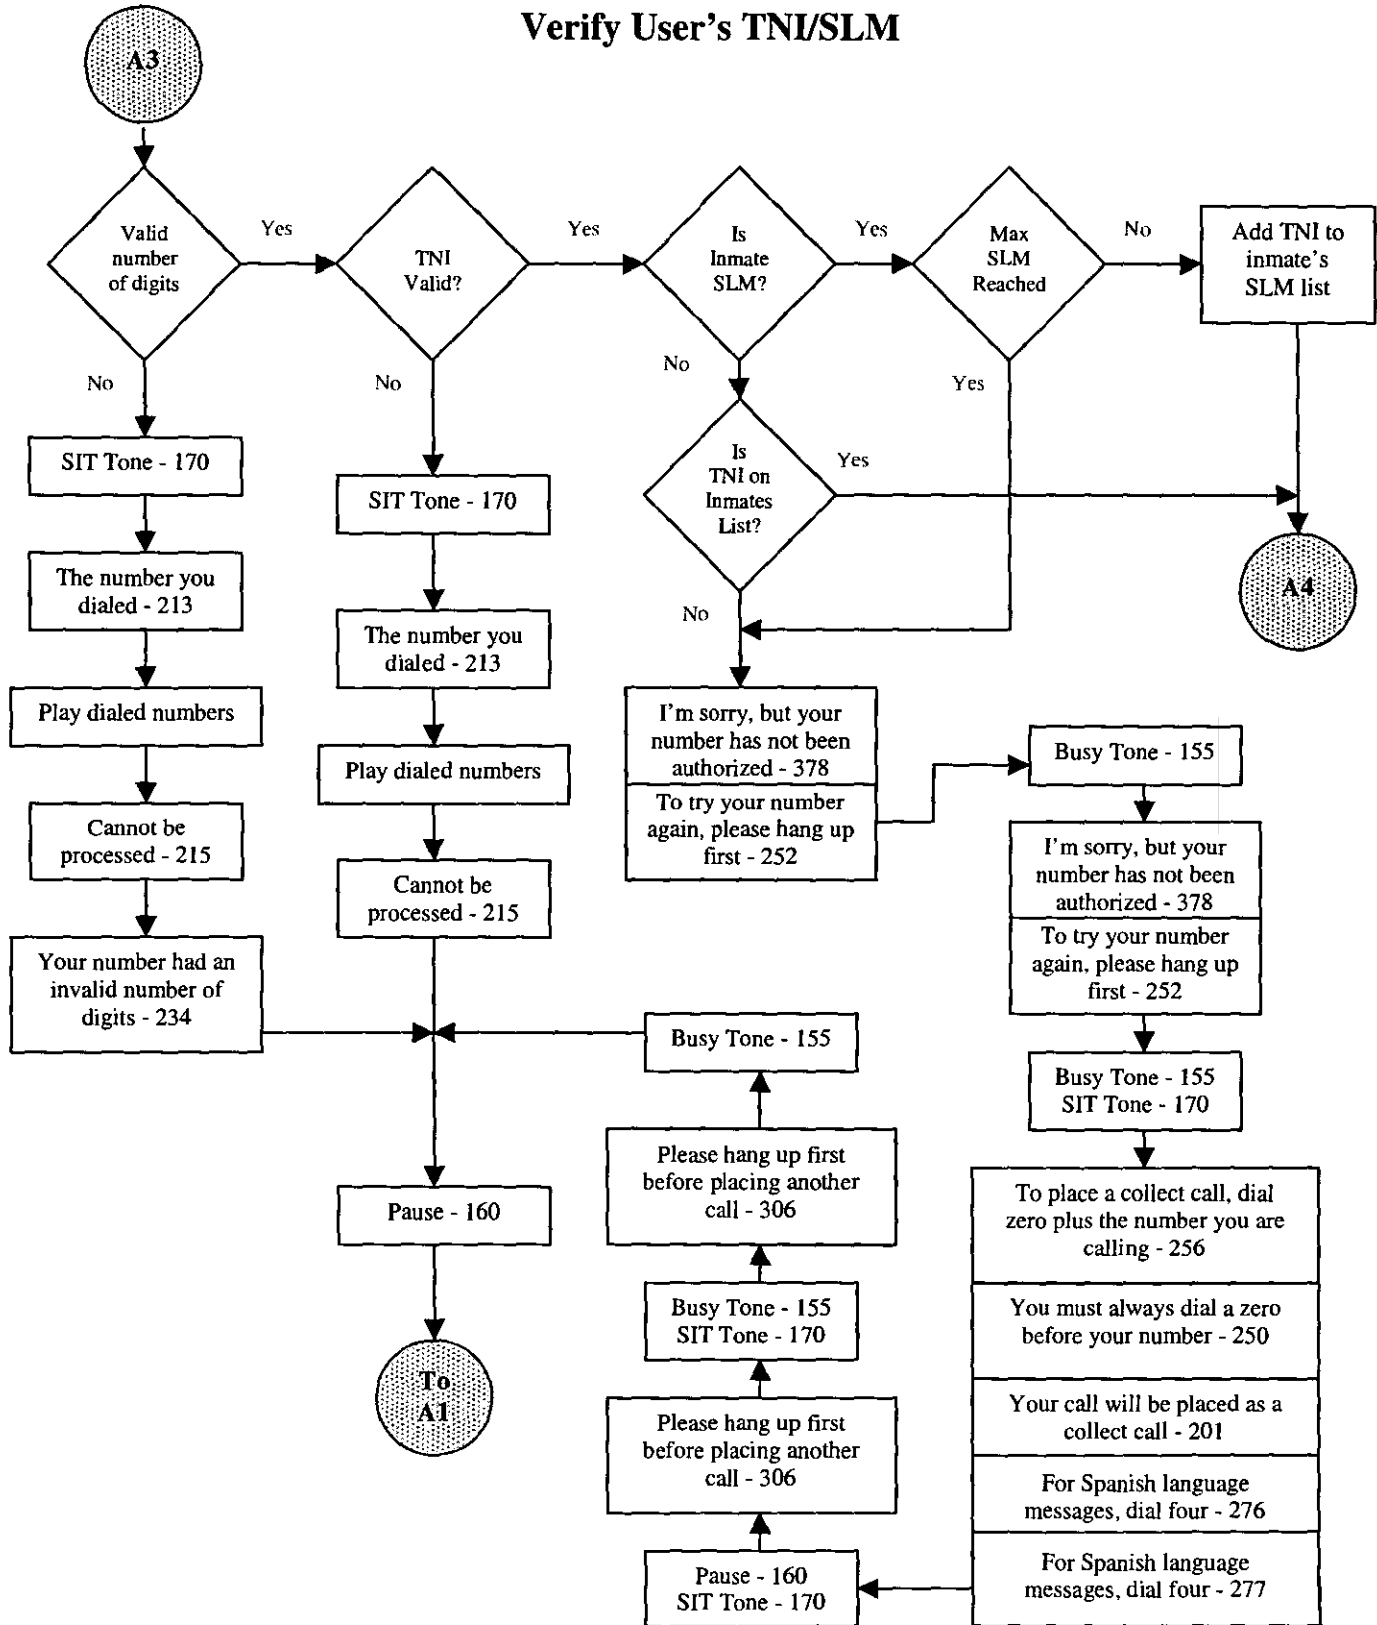 Verify User's TNI/SLM
A3
Valid
number
of digits
Yes
TNI
Valid?
Yes
Is
Inmate
SLM?
Yes
Max
SLM
Reached
No
Add TNI to
inmate's
SLM list
No
No
No
Yes
SIT Tone - 170
SIT Tone - 170
Is
TNI on
Inmates
List?
Yes
The number you
dialed - 213
A4
No
The number you
dialed - 213
Play dialed numbers
Play dialed numbers
I'm sorry, but your
number has not been
authorized - 378
To try your number
again, please hang up
first - 252
Busy Tone - 155
Cannot be
processed - 215
Cannot be
processed - 215
I'm sorry, but your
number has not been
authorized - 378
To try your number
again, please hang up
first - 252
Your number had an
invalid number of
digits - 234
Busy Tone - 155
Busy Tone - 155
SIT Tone - 170
Please hang up first
before placing another
call - 306
Pause - 160
To place a collect call, dial
zero plus the number you are
calling - 256
Busy Tone - 155
SIT Tone - 170
You must always dial a zero
before your number - 250
To
A1
Please hang up first
before placing another
call - 306
Your call will be placed as a
collect call - 201
For Spanish language
messages, dial four - 276
Pause - 160
SIT Tone - 170
For Spanish language
messages, dial four - 277